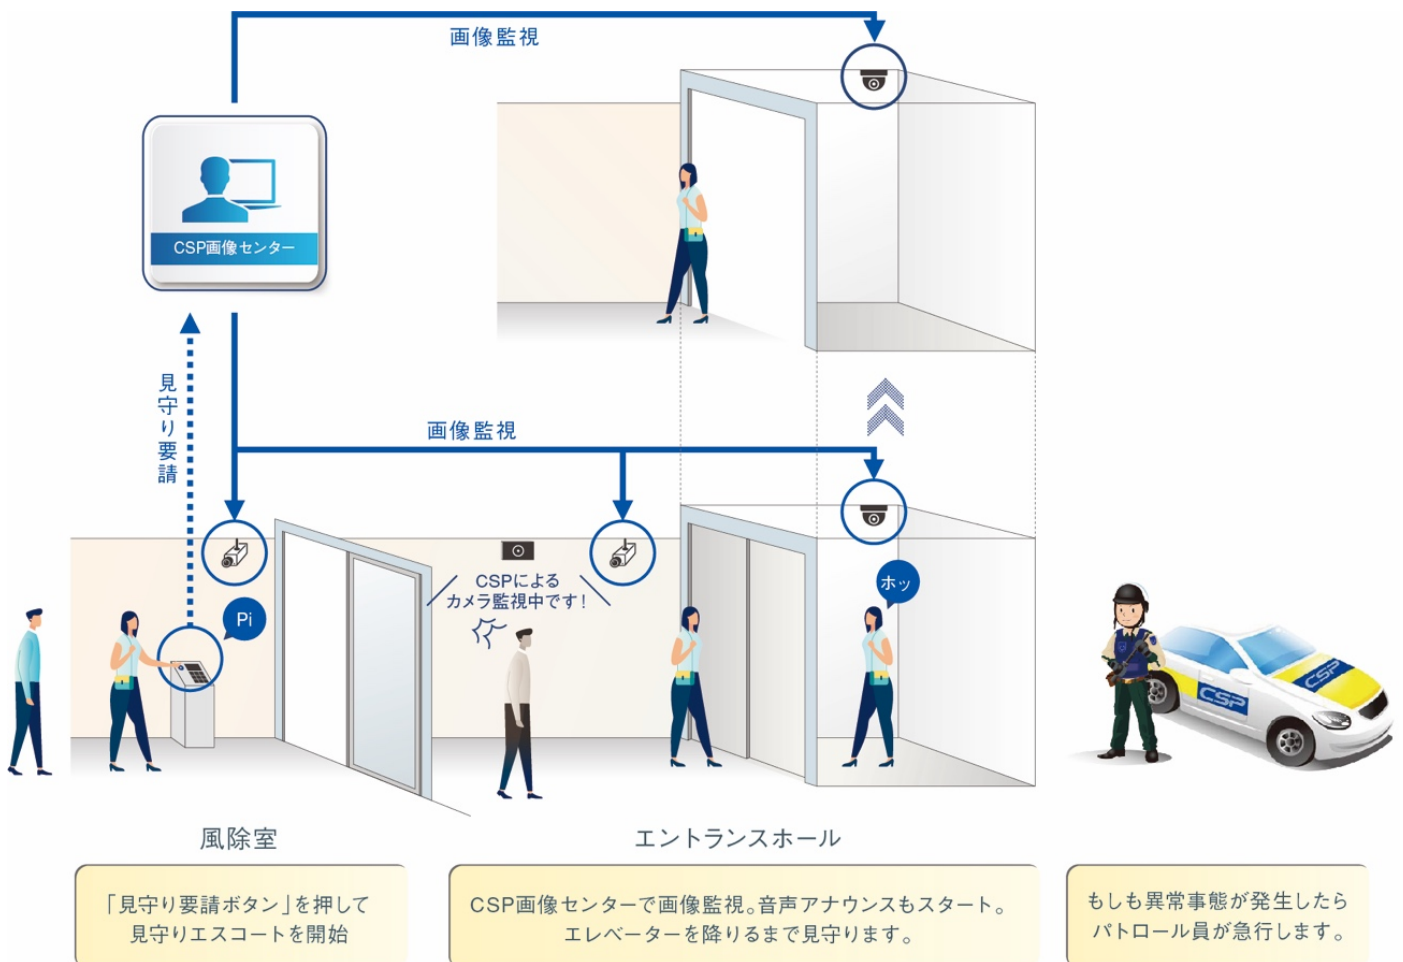 画像監視
CSP画像センター
見守り要請
画像監視
Pi
CSPによる
カメラ監視中です！
ホッ
CSP
CSP
風除室
エントランスホール
「見守り要請ボタン」を押して
見守りエスコートを開始
CSP画像センターで画像監視。音声アナウンスもスタート。
エレベーターを降りるまで見守ります。
もしも異常事態が発生したら
パトロール員が急行します。